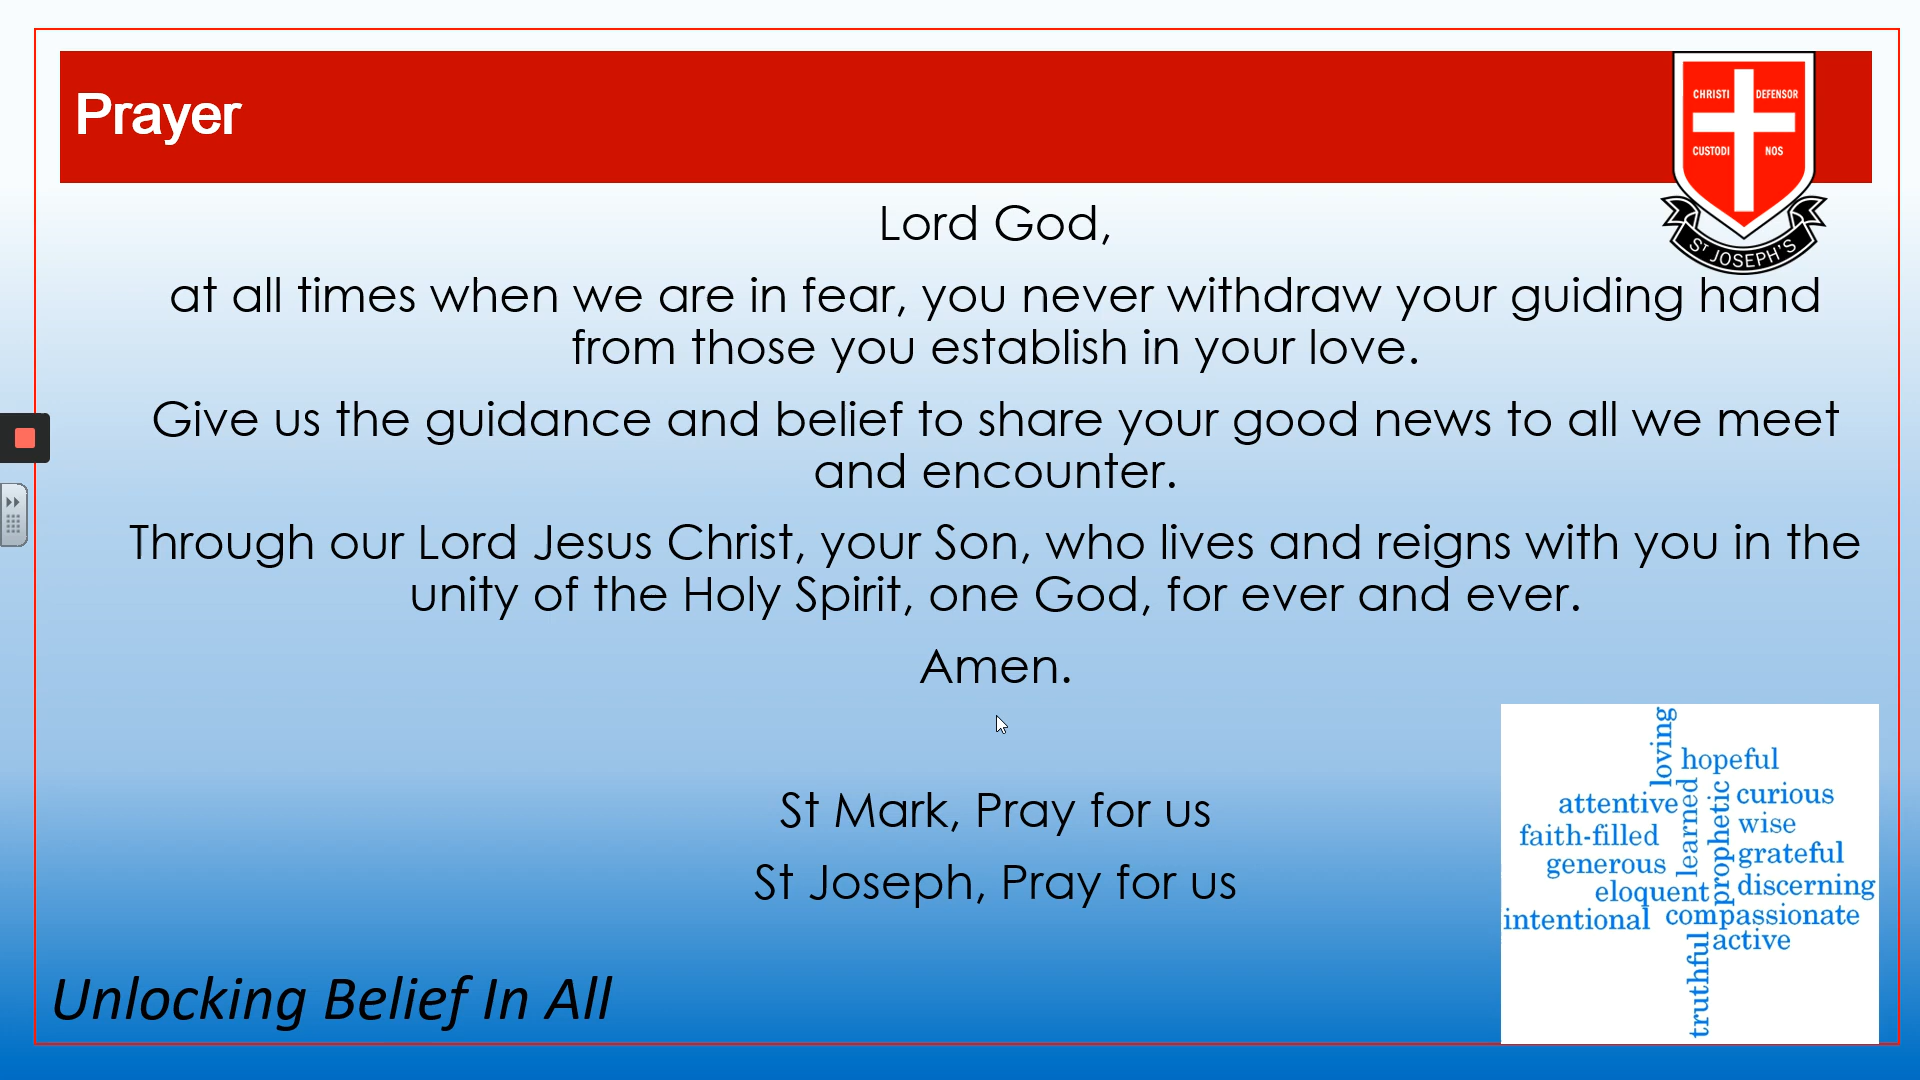 Prayer
CHRISTI DEFENSOR
CUSTODI NOS
ST JOSEPH'S
Lord God,
at all times when we are in fear, you never withdraw your guiding hand
from those you establish in your love.
Give us the guidance and belief to share your good news to all we meet
and encounter.
Through our Lord Jesus Christ, your Son, who lives and reigns with you in the
unity of the Holy Spirit, one God, for ever and ever.
Amen.
St Mark, Pray for us
St Joseph, Pray for us
loving
hopeful
attentive
learned
prophetic
curious
faith-filled
wise
generous
grateful
eloquent
discerning
intentional
compassionate
active
truthful
Unlocking Belief In All